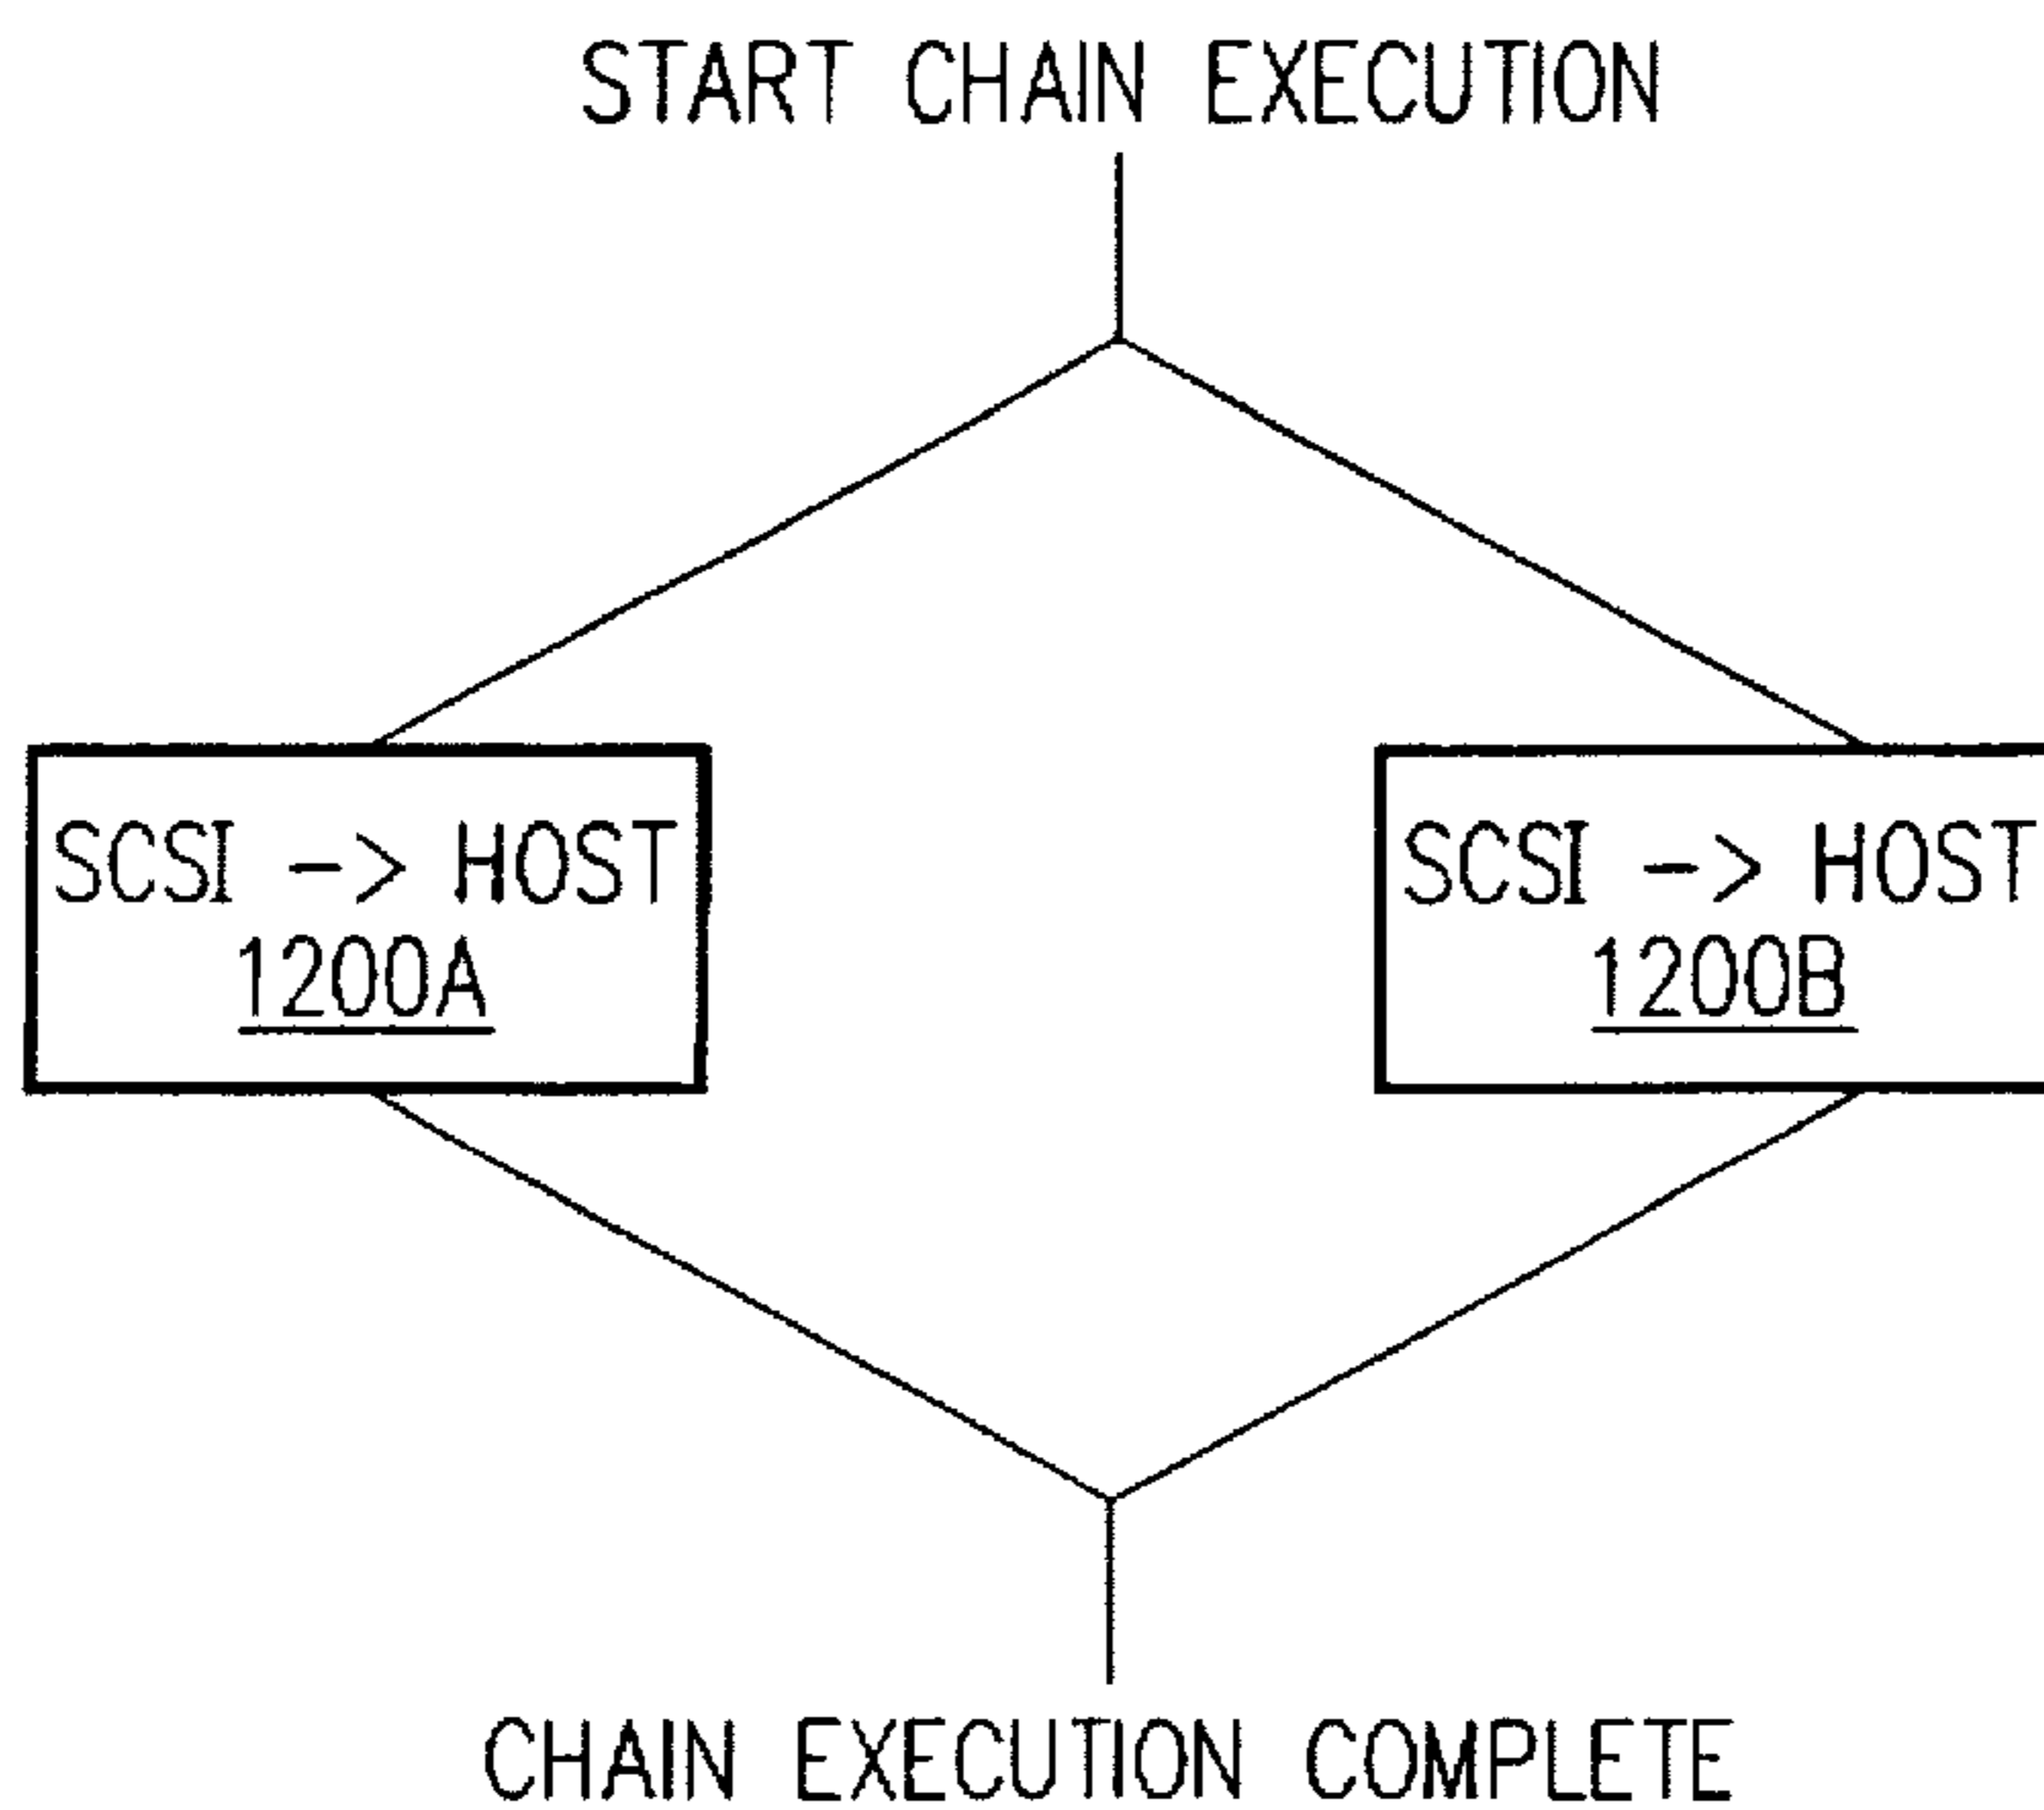 START CHAIN EXECUTION
SCSI -> HOST
1200A
SCSI -> HOST
1200B
CHAIN EXECUTION COMPLETE